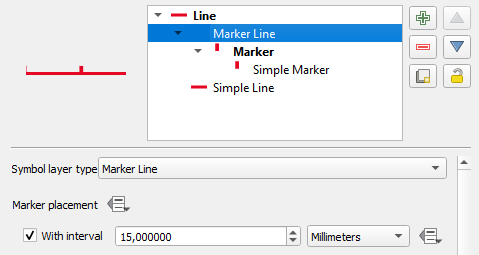 Line
Marker Line
Marker
Simple Marker
Simple Line
Symbol layer type Marker Line
Marker placement
With interval 15,000000 Millimeters